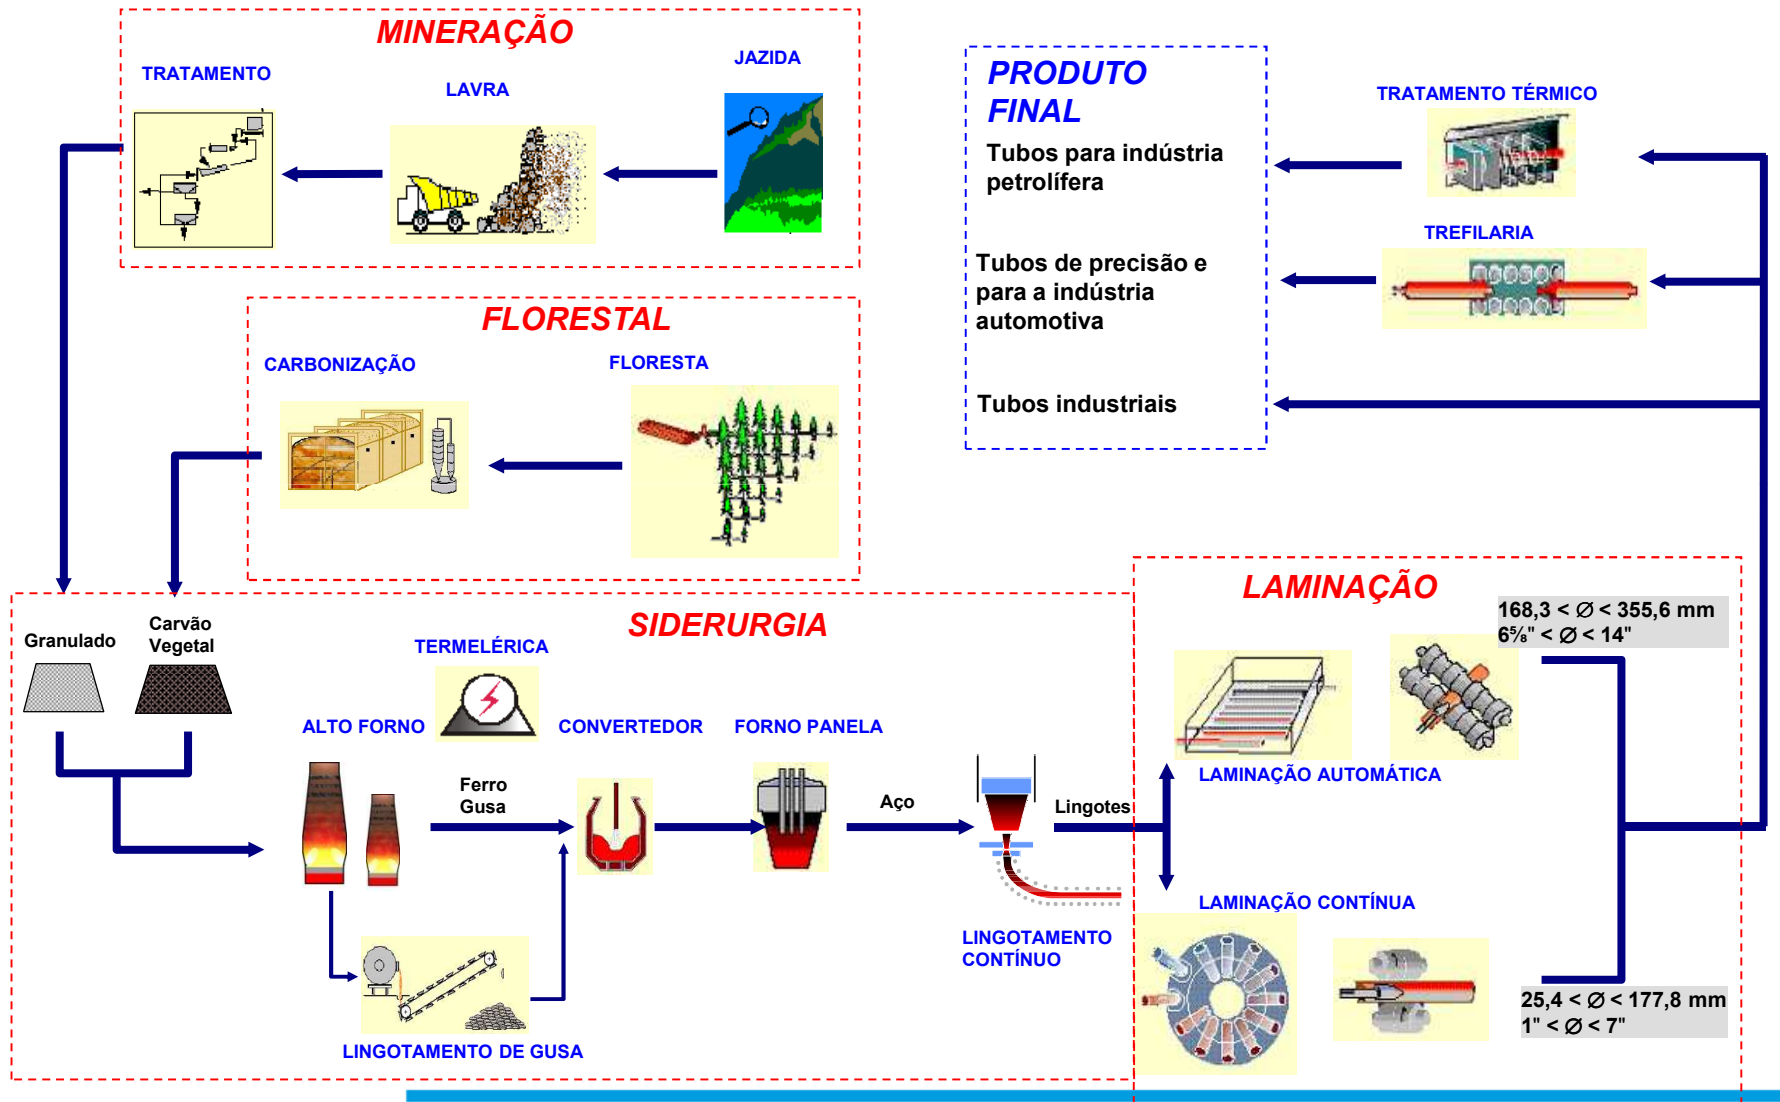 MINERAÇÃO
TRATAMENTO
LAVRA
JAZIDA
PRODUTO
FINAL
Tubos para indústria
petrolífera
Tubos de precisão e
para a indústria
automotiva
Tubos industriais
TRATAMENTO TÉRMICO
TREFILARIA
FLORESTAL
CARBONIZAÇÃO
FLORESTA
SIDERURGIA
Granulado
Carvão
Vegetal
TERMELÉRICA
ALTO FORNO
CONVERTEDOR
FORNO PANELA
Ferro
Gusa
Aço
Lingotes
LINGOTAMENTO
CONTÍNUO
LINGOTAMENTO DE GUSA
LAMINAÇÃO
168,3 < Ø < 355,6 mm
6⅝" < Ø < 14"
LAMINAÇÃO AUTOMÁTICA
LAMINAÇÃO CONTÍNUA
25,4 < Ø < 177,8 mm
1" < Ø < 7"